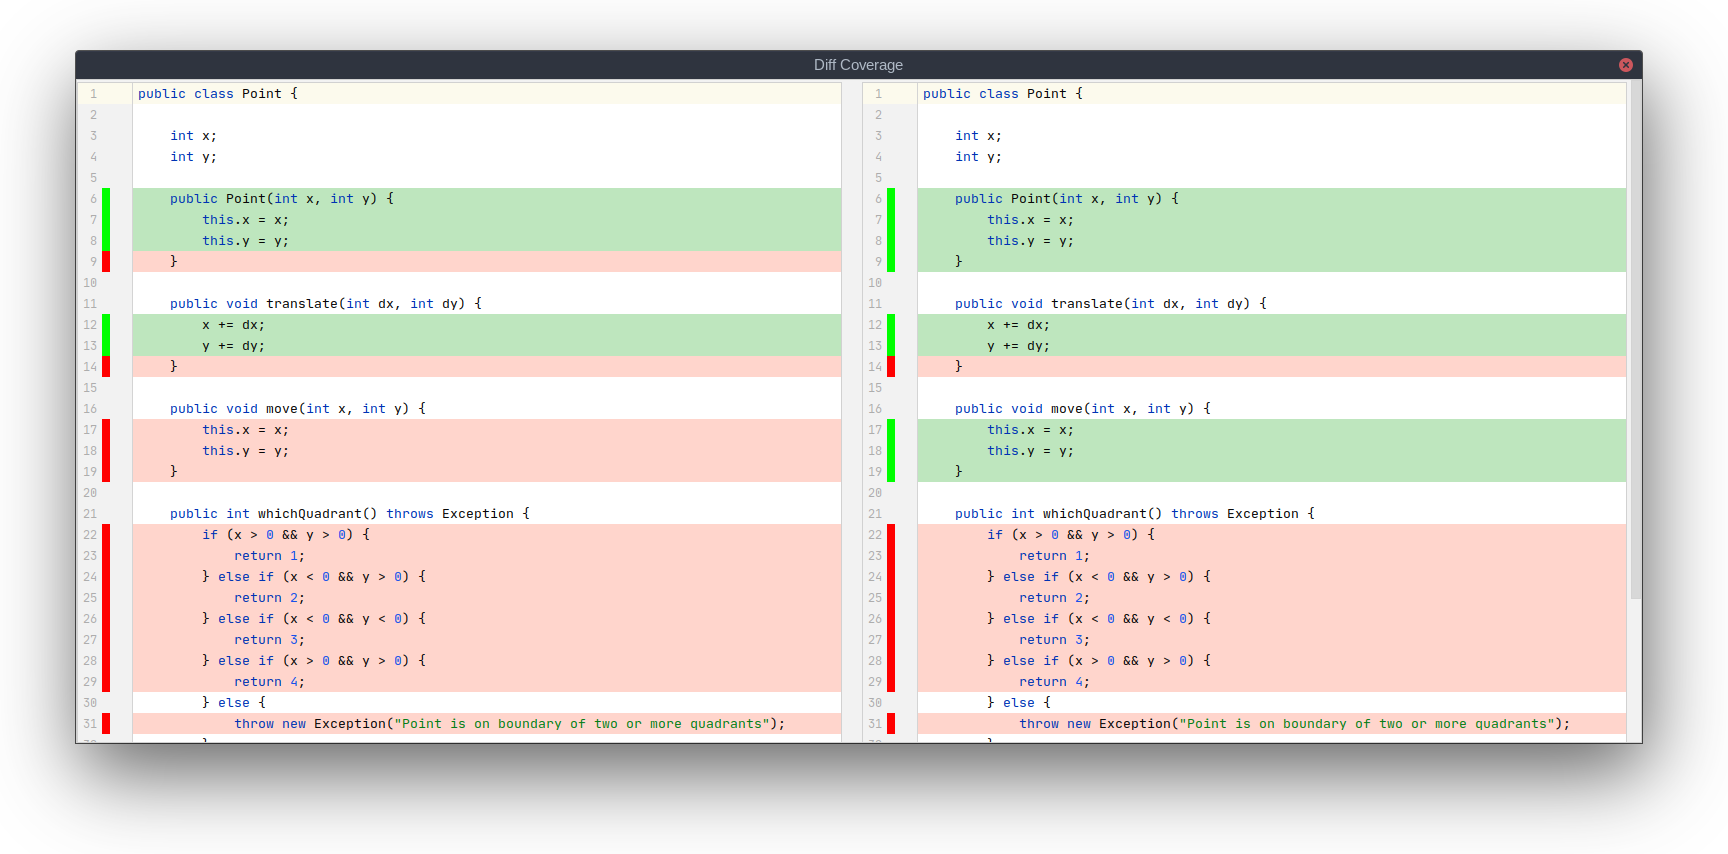 Diff Coverage
1 public class Point {
2
3     int x;
4     int y;
5
6     public Point(int x, int y) {
7         this.x = x;
8         this.y = y;
9     }
10
11     public void translate(int dx, int dy) {
12         x += dx;
13         y += dy;
14     }
15
16     public void move(int x, int y) {
17         this.x = x;
18         this.y = y;
19     }
20
21     public int whichQuadrant() throws Exception {
22         if (x > 0 && y > 0) {
23             return 1;
24         } else if (x < 0 && y > 0) {
25             return 2;
26         } else if (x < 0 && y < 0) {
27             return 3;
28         } else if (x > 0 && y > 0) {
29             return 4;
30         } else {
31             throw new Exception("Point is on boundary of two or more quadrants");
1 public class Point {
2
3     int x;
4     int y;
5
6     public Point(int x, int y) {
7         this.x = x;
8         this.y = y;
9     }
10
11     public void translate(int dx, int dy) {
12         x += dx;
13         y += dy;
14     }
15
16     public void move(int x, int y) {
17         this.x = x;
18         this.y = y;
19     }
20
21     public int whichQuadrant() throws Exception {
22         if (x > 0 && y > 0) {
23             return 1;
24         } else if (x < 0 && y > 0) {
25             return 2;
26         } else if (x < 0 && y < 0) {
27             return 3;
28         } else if (x > 0 && y > 0) {
29             return 4;
30         } else {
31             throw new Exception("Point is on boundary of two or more quadrants");